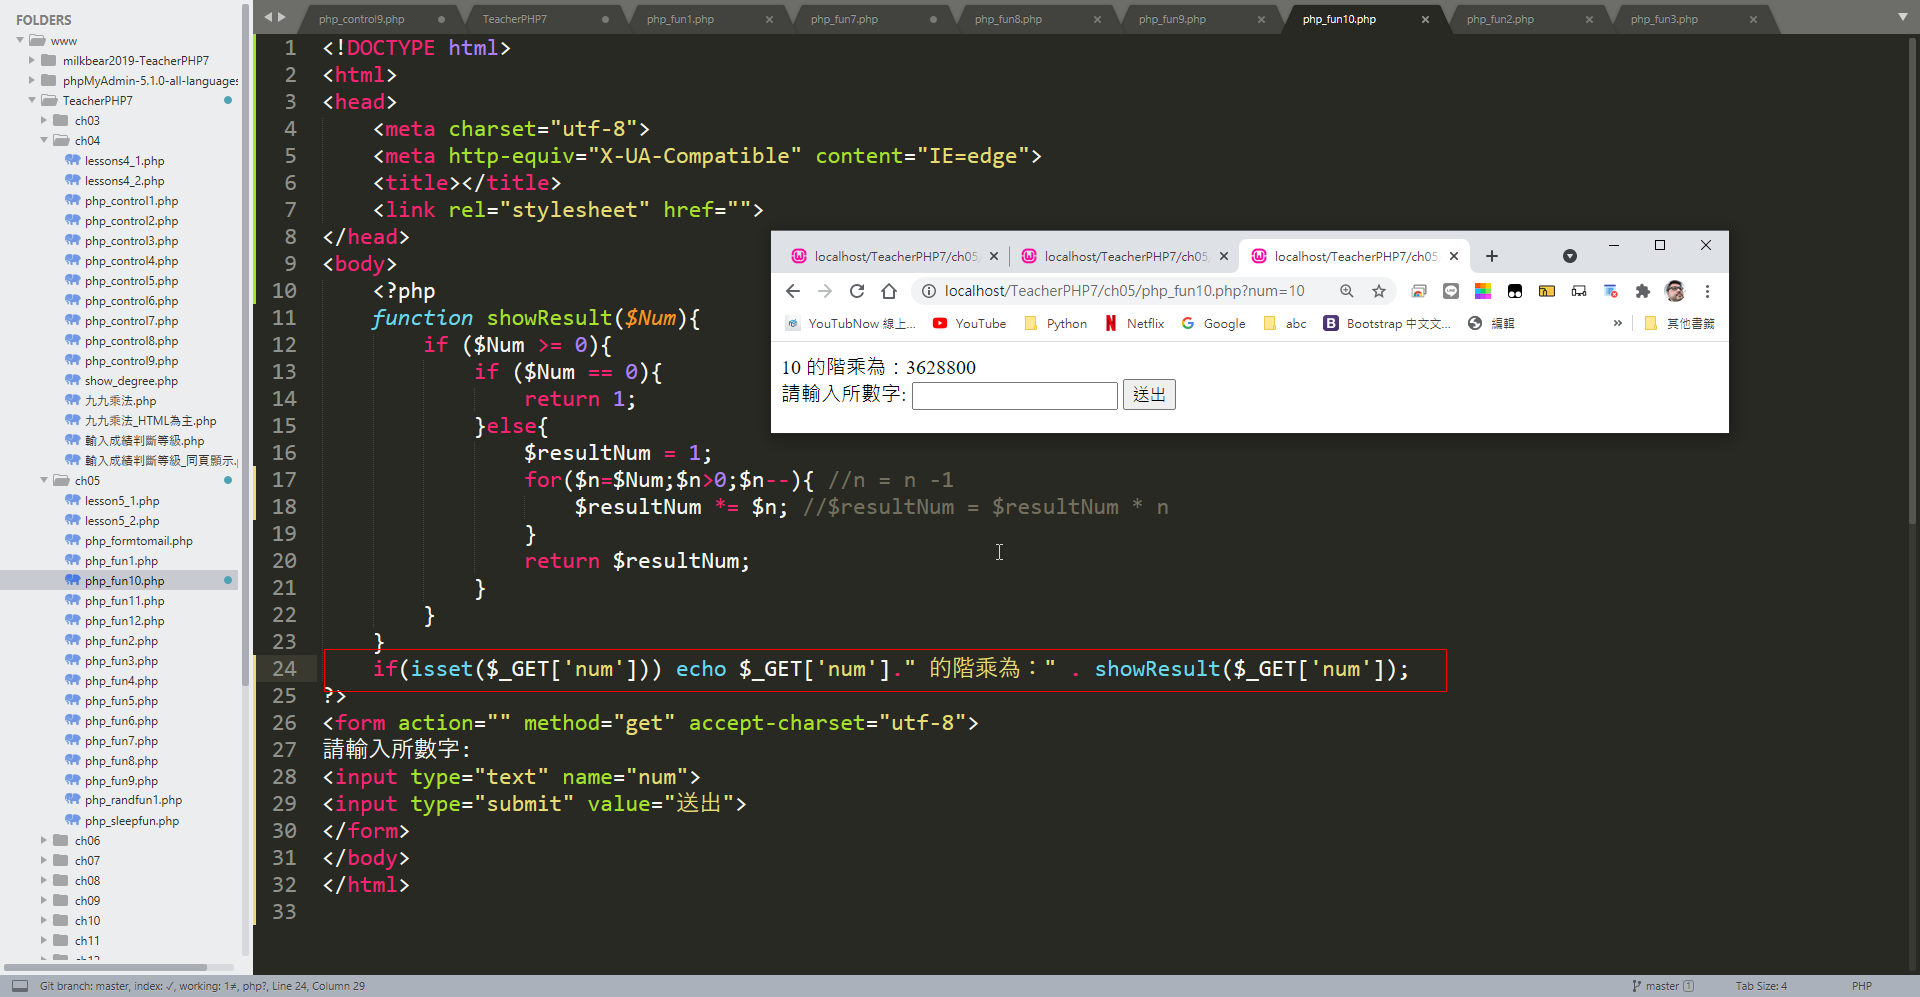 FOLDERS
www
milkbear2019-TeacherPHP7
phpMyAdmin-5.1.0-all-languages
TeacherPHP7
ch03
ch04
lessons4_1.php
lessons4_2.php
php_control1.php
php_control2.php
php_control3.php
php_control4.php
php_control5.php
php_control6.php
php_control7.php
php_control8.php
php_control9.php
show_degree.php
九九乘法.php
九九乘法_HTML為主.php
輸入成績判斷等級.php
輸入成績判斷等級_同頁顯示.
ch05
lesson5_1.php
lesson5_2.php
php_formtomail.php
php_fun1.php
php_fun10.php
php_fun11.php
php_fun12.php
php_fun2.php
php_fun3.php
php_fun4.php
php_fun5.php
php_fun6.php
php_fun7.php
php_fun8.php
php_fun9.php
php_randfun1.php
php_sleepfun.php
ch06
ch07
ch08
ch09
ch10
ch11
php_control9.php TeacherPHP7 php_fun1.php php_fun7.php php_fun8.php php_fun9.php php_fun10.php php_fun2.php php_fun3.php
1 <!DOCTYPE html>
2 <html>
3 <head>
4 <meta charset="utf-8">
5 <meta http-equiv="X-UA-Compatible" content="IE=edge">
6 <title></title>
7 <link rel="stylesheet" href="">
8 </head>
9 <body>
10 <?php
11 function showResult($Num){
12 if ($Num >= 0){
13 if ($Num == 0){
14 return 1;
15 }else{
16 $resultNum = 1;
17 for($n=$Num;$n>0;$n--){ //n = n -1
18 $resultNum *= $n; //$resultNum = $resultNum * n
19 }
20 return $resultNum;
21 }
22 }
23 }
24 if(isset($_GET['num'])) echo $_GET['num']." 的階乘為：" . showResult($_GET['num']);
25 ?>
26 <form action="" method="get" accept-charset="utf-8">
27 請輸入所數字:
28 <input type="text" name="num">
29 <input type="submit" value="送出">
30 </form>
31 </body>
32 </html>
33
localhost/TeacherPHP7/ch05/ localhost/TeacherPHP7/ch05/ localhost/TeacherPHP7/ch05/
localhost/TeacherPHP7/ch05/php_fun10.php?num=10
YouTubNow 線上... YouTube Python Netflix Google abc Bootstrap 中文文... 編輯 » 其他書籤
10 的階乘為：3628800
請輸入所數字: 送出
Git branch: master, index: ✓, working: 1≠, php?, Line 24, Column 29 master 1 Tab Size: 4 PHP